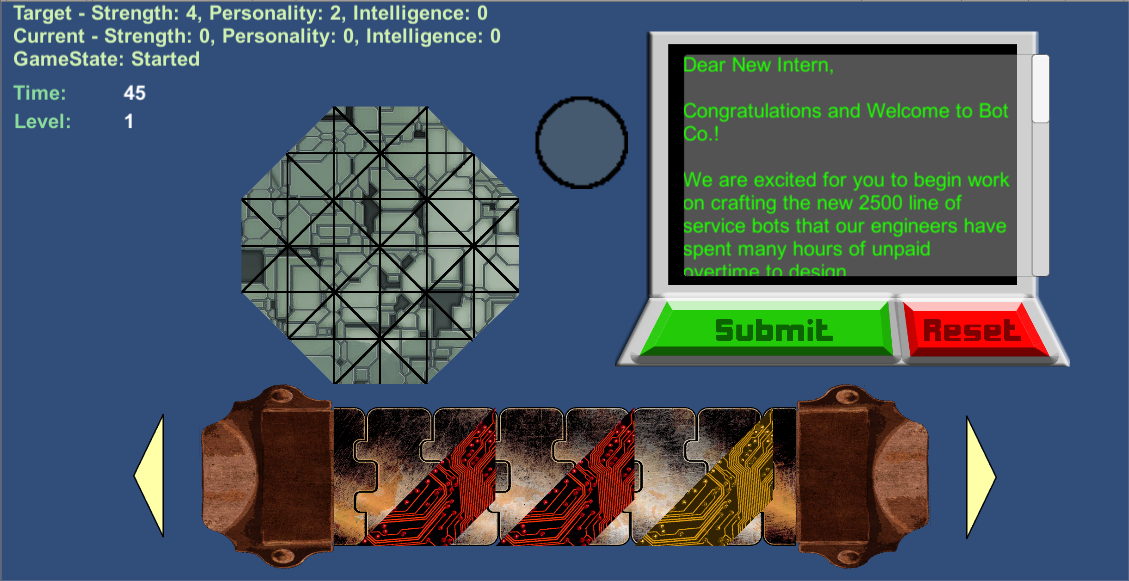 Target - Strength: 4, Personality: 2, Intelligence: 0
Current - Strength: 0, Personality: 0, Intelligence: 0
GameState: Started
Time: 45
Level: 1
Dear New Intern,
Congratulations and Welcome to Bot
Co.!
We are excited for you to begin work
on crafting the new 2500 line of
service bots that our engineers have
spent many hours of unpaid
overtime to design
Submit
Reset